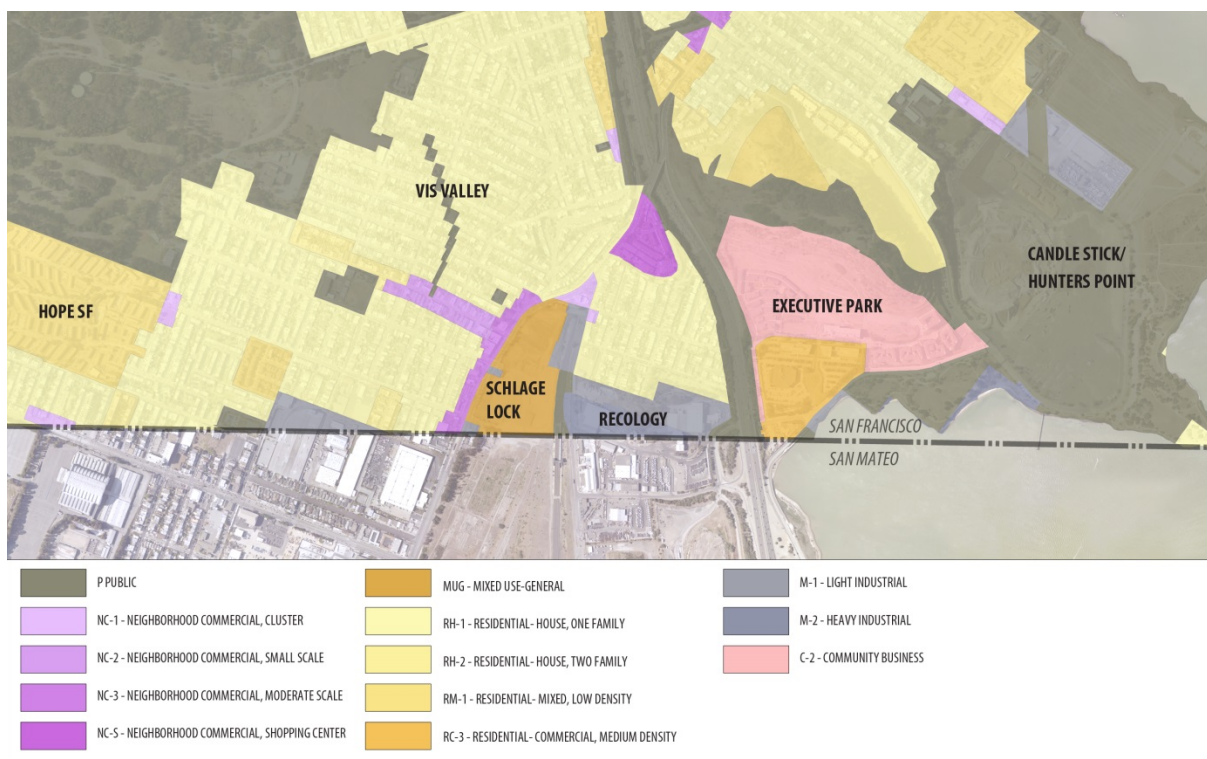 VIS VALLEY
CANDLE STICK/
HUNTERS POINT
HOPE SF
EXECUTIVE PARK
SCHLAGE
LOCK
RECOLOGY
SAN FRANCISCO
SAN MATEO
P PUBLIC
NC-1 - NEIGHBORHOOD COMMERCIAL, CLUSTER
NC-2 - NEIGHBORHOOD COMMERCIAL, SMALL SCALE
NC-3 - NEIGHBORHOOD COMMERCIAL, MODERATE SCALE
NC-S - NEIGHBORHOOD COMMERCIAL, SHOPPING CENTER
MUG - MIXED USE-GENERAL
RH-1 - RESIDENTIAL- HOUSE, ONE FAMILY
RH-2 - RESIDENTIAL- HOUSE, TWO FAMILY
RM-1 - RESIDENTIAL- MIXED, LOW DENSITY
RC-3 - RESIDENTIAL- COMMERCIAL, MEDIUM DENSITY
M-1 - LIGHT INDUSTRIAL
M-2 - HEAVY INDUSTRIAL
C-2 - COMMUNITY BUSINESS